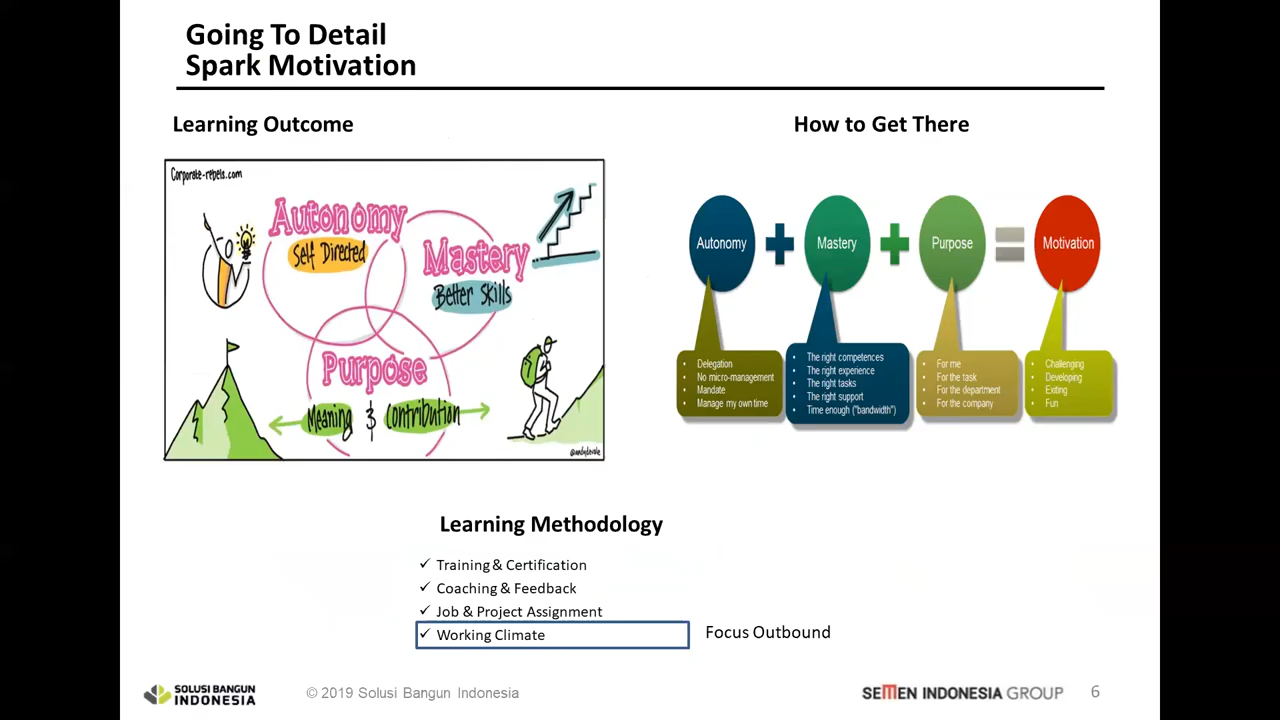 Going To Detail
Spark Motivation
Learning Outcome
How to Get There
Corporate-rebels.com
Autonomy
Self Directed
Mastery
Better Skills
Purpose
Meaning & Contribution
Autonomy
Mastery
Purpose
Motivation
• Delegation
• No micro-management
• Mandate
• Manage my own time
• The right competences
• The right experience
• The right tasks
• The right support
• Time enough ("bandwidth")
• For me
• For the task
• For the department
• For the company
• Challenging
• Developing
• Exiting
• Fun
Learning Methodology
✓ Training & Certification
✓ Coaching & Feedback
✓ Job & Project Assignment
✓ Working Climate
Focus Outbound
SOLUSI BANGUN
INDONESIA
© 2019 Solusi Bangun Indonesia
SEMEN INDONESIA GROUP
6